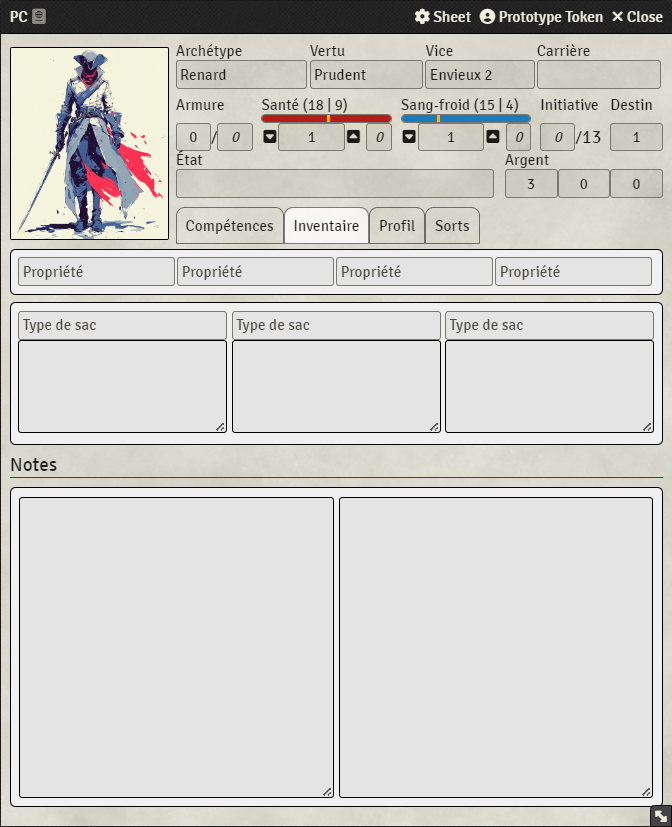 PC Sheet Prototype Token Close
Archétype Vertu Vice Carrière
Renard Prudent Envieux 2
Armure Santé (18 | 9) Sang-froid (15 | 4) Initiative Destin
0 / 0 1 0 1 0 0 /13 1
État Argent
3 0 0
Compétences Inventaire Profil Sorts
Propriété Propriété Propriété Propriété
Type de sac Type de sac Type de sac
Notes